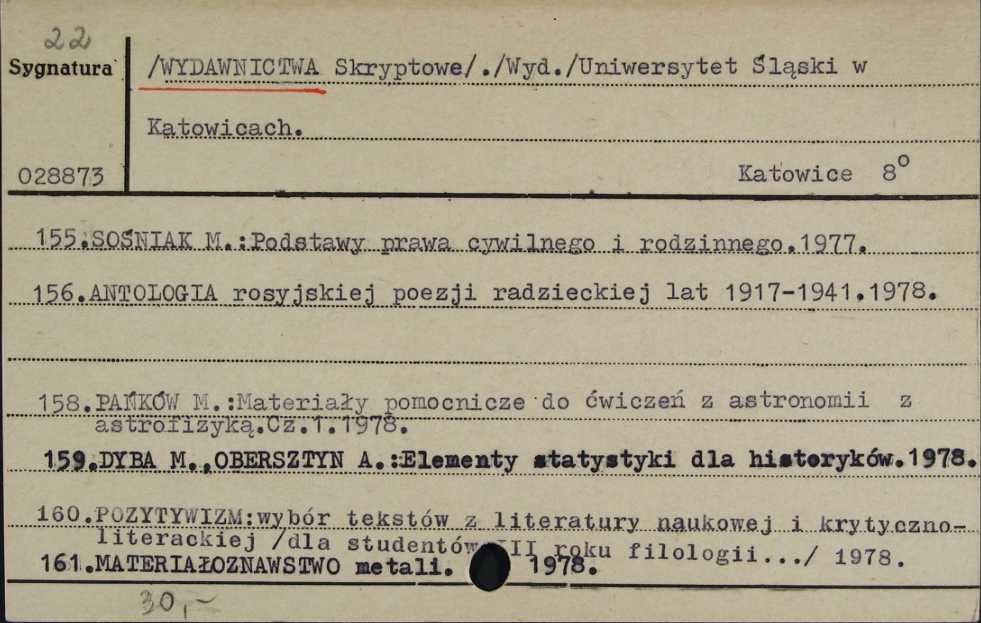 22
Sygnatura
/WYDAWNICTWA Skryptowe/./Wyd./Uniwersytet Śląski w
Katowicach.
028873
Katowice 8°
155.SOŚNIAK M.:Podstawy prawa cywilnego i rodzinnego.1977.
156.ANTOLOGIA rosyjskiej poezji radzieckiej lat 1917-1941.1978.
158.PAŃKÓW M.:Materiały pomocnicze do ćwiczeń z astronomii z
astrofizyką.Cz.1.1978.
159.DYBA M.,OBERSZTYN A.:Elementy statystyki dla historyków.1978.
160.POZYTYWIZM:wybór tekstów z literatury naukowej i krytyczno-
literackiej /dla studentów III roku filologii.../ 1978.
161.MATERIAŁOZNAWSTWO metali. 1978.
30,-